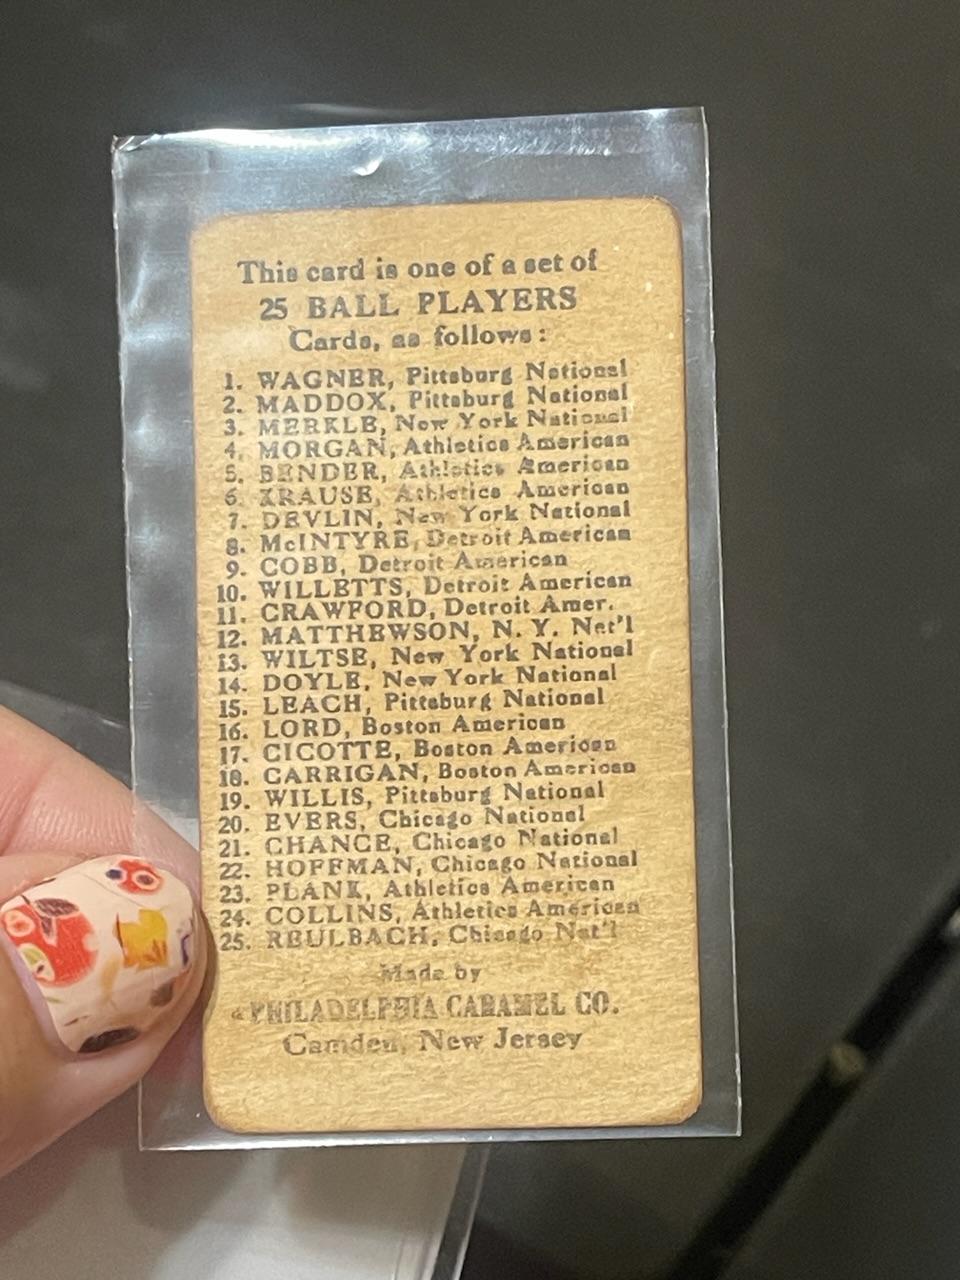 This card is one of a set of
25 BALL PLAYERS
Cards, as follows:
1. WAGNER, Pittsburg National
2. MADDOX, Pittsburg National
3. MERKLE, New York National
4. MORGAN, Athletics American
5. BENDER, Athletics American
6. KRAUSE, Athletics American
7. DEVLIN, New York National
8. McINTYRE, Detroit American
9. COBB, Detroit American
10. WILLETTS, Detroit American
11. CRAWFORD, Detroit Amer.
12. MATTHEWSON, N. Y. Nat'l
13. WILTSE, New York National
14. DOYLE, New York National
15. LEACH, Pittsburg National
16. LORD, Boston American
17. CICOTTE, Boston American
18. CARRIGAN, Boston American
19. WILLIS, Pittsburg National
20. EVERS, Chicago National
21. CHANCE, Chicago National
22. HOFFMAN, Chicago National
23. PLANK, Athletics American
24. COLLINS, Athletics American
25. REULBACH, Chicago Nat'l
Made by
PHILADELPHIA CARAMEL CO.
Camden, New Jersey